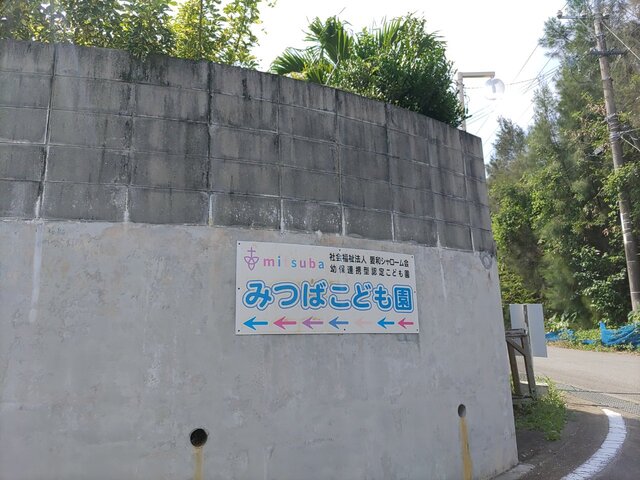 mitsuba
社会福祉法人 愛和シャローム会
幼保連携型認定こども園
みつばこども園